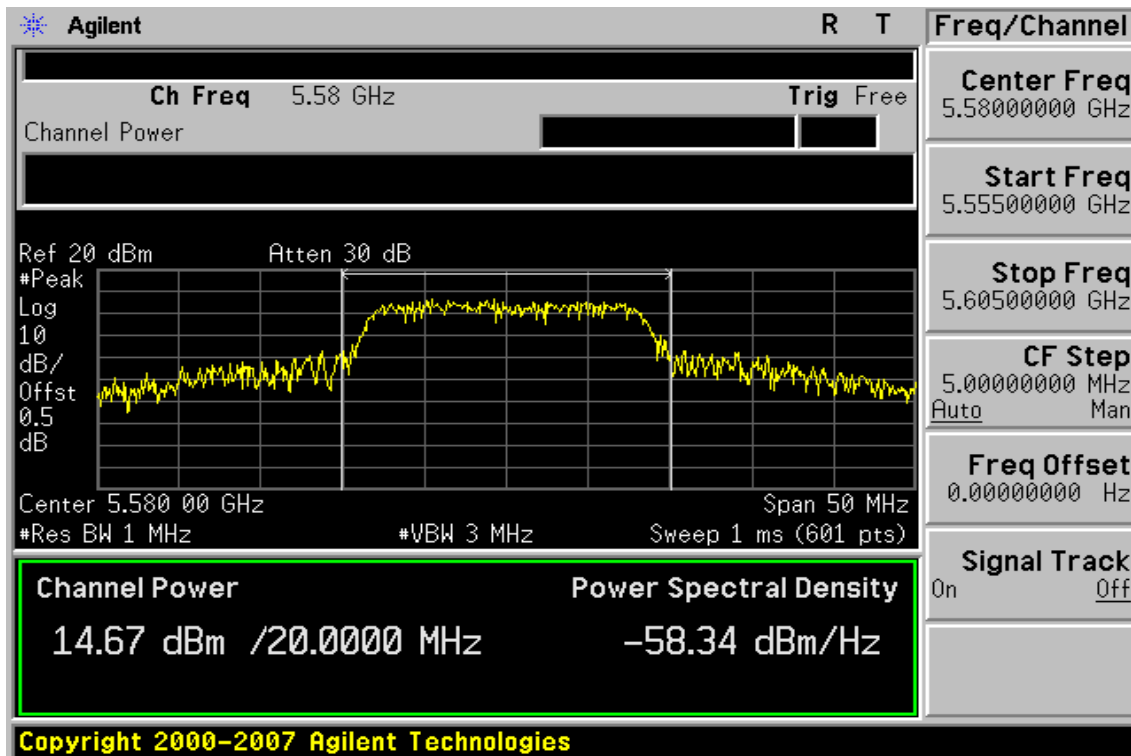 Agilent R T
Ch Freq 5.58 GHz Trig Free
Channel Power
Ref 20 dBm Atten 30 dB
#Peak
Log
10
dB/
Offst
0.5
dB
Center 5.580 00 GHz Span 50 MHz
#Res BW 1 MHz #VBW 3 MHz Sweep 1 ms (601 pts)
Channel Power Power Spectral Density
14.67 dBm /20.0000 MHz -58.34 dBm/Hz
Copyright 2000-2007 Agilent Technologies
Freq/Channel
Center Freq
5.58000000 GHz
Start Freq
5.55500000 GHz
Stop Freq
5.60500000 GHz
CF Step
5.00000000 MHz
Auto Man
Freq Offset
0.00000000 Hz
Signal Track
On Off